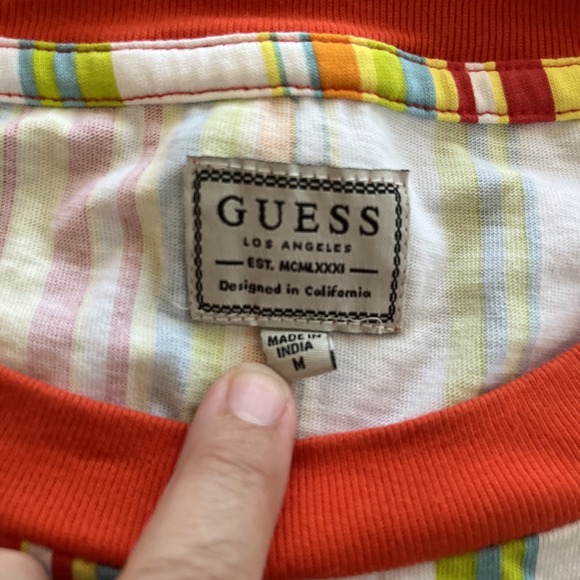 GUESS
LOS ANGELES
EST. MCMLXXXI
Designed in California
MADE IN
INDIA
M